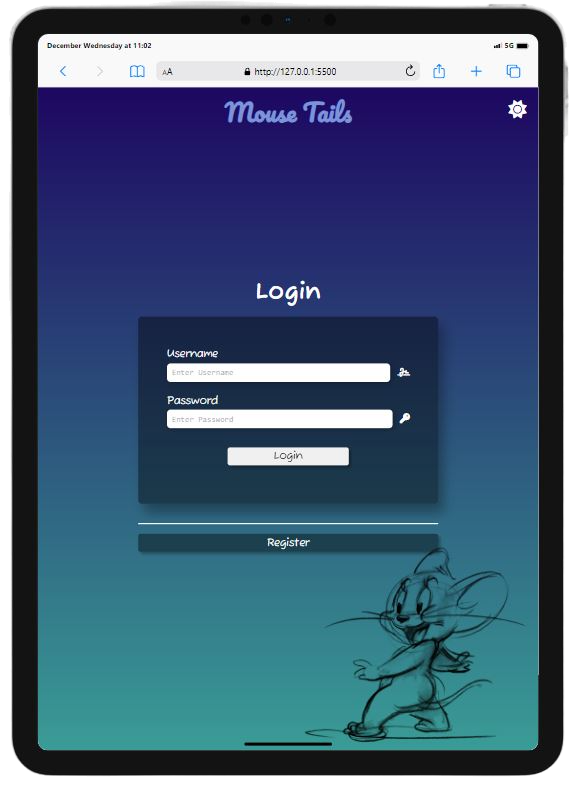 December Wednesday at 11:02
5G
AA
http://127.0.0.1:5500
Mouse Tails
Login
Username
Enter Username
Password
Enter Password
Login
Register